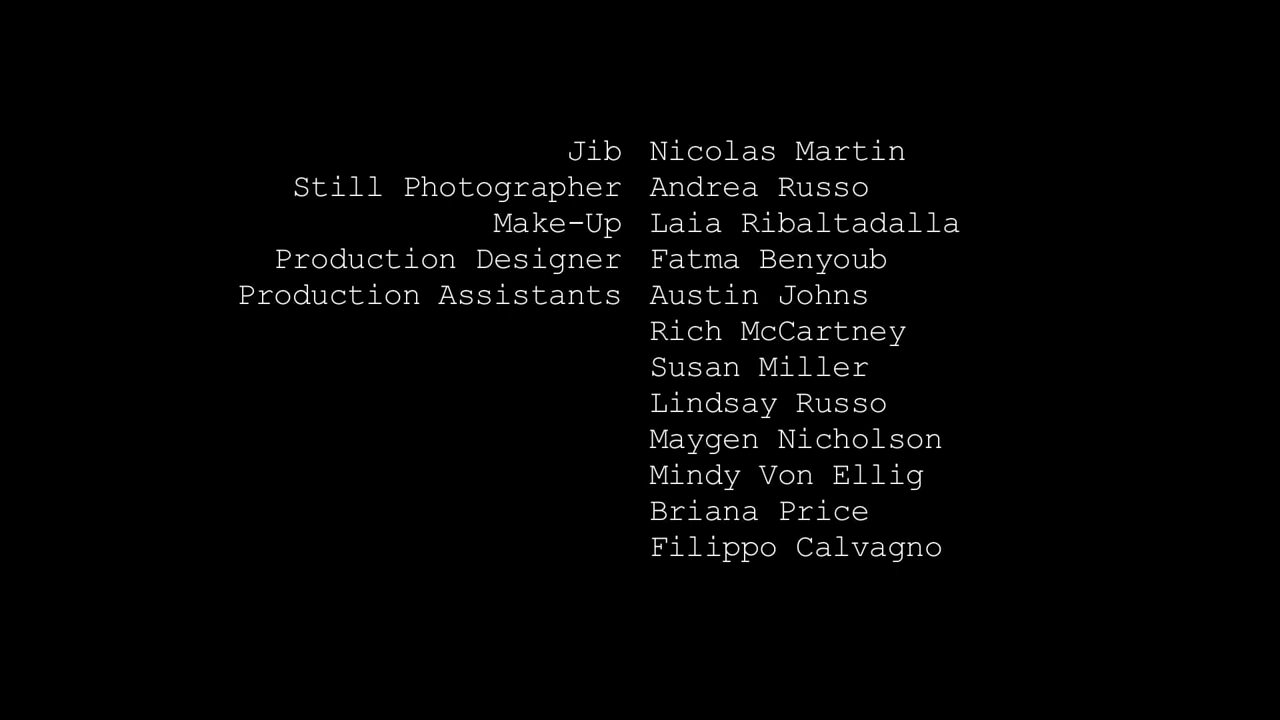 Jib Nicolas Martin
Still Photographer Andrea Russo
Make-Up Laia Ribaltadalla
Production Designer Fatma Benyoub
Production Assistants Austin Johns
Rich McCartney
Susan Miller
Lindsay Russo
Maygen Nicholson
Mindy Von Ellig
Briana Price
Filippo Calvagno